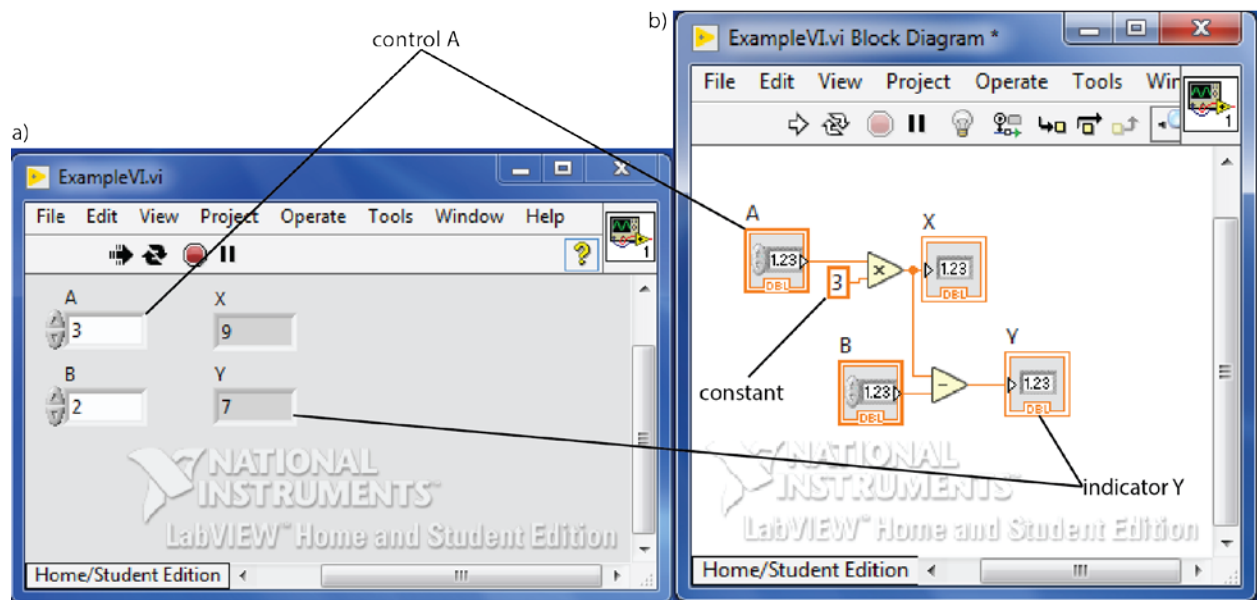 control A
a)
ExampleVI.vi
File Edit View Project Operate Tools Window Help
1
A
3
X
9
B
2
Y
7
NATIONAL
INSTRUMENTS™
LabVIEW™ Home and Student Edition
Home/Student Edition
b)
ExampleVI.vi Block Diagram *
File Edit View Project Operate Tools Win
1
A
1.23
DBL
3
×
X
1.23
DBL
B
1.23
DBL
−
Y
1.23
DBL
constant
indicator Y
NATIONAL
INSTRUMENTS
LabVIEW™ Home and Student Edition
Home/Student Edition